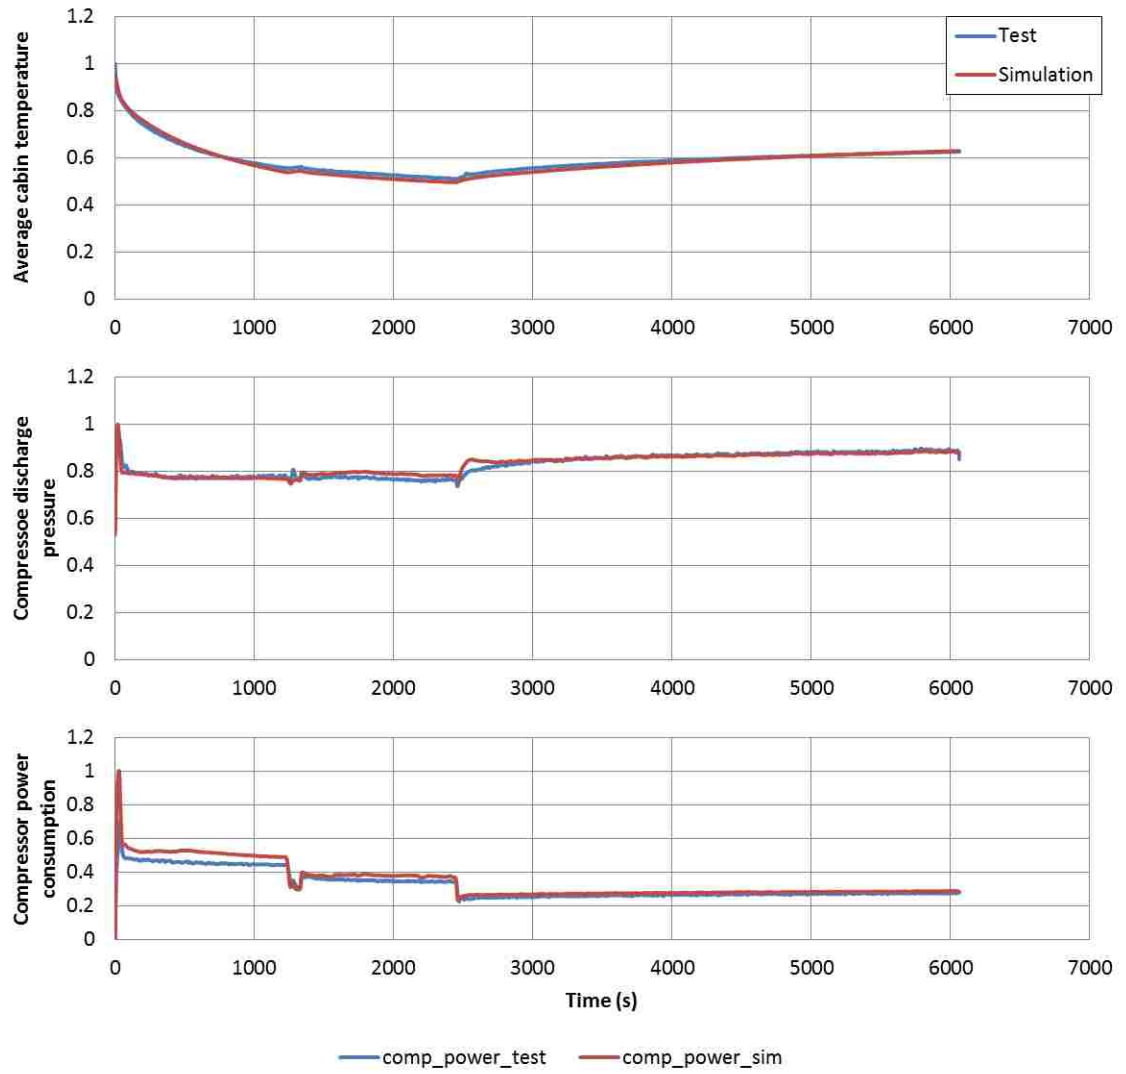 1.2
1
0.8
0.6
0.4
0.2
0
Average cabin temperature
Test
Simulation
0 1000 2000 3000 4000 5000 6000 7000
1.2
1
0.8
0.6
0.4
0.2
0
Compressoe discharge
pressure
0 1000 2000 3000 4000 5000 6000 7000
1.2
1
0.8
0.6
0.4
0.2
0
Compressor power
consumption
0 1000 2000 3000 4000 5000 6000 7000
Time (s)
comp_power_test comp_power_sim